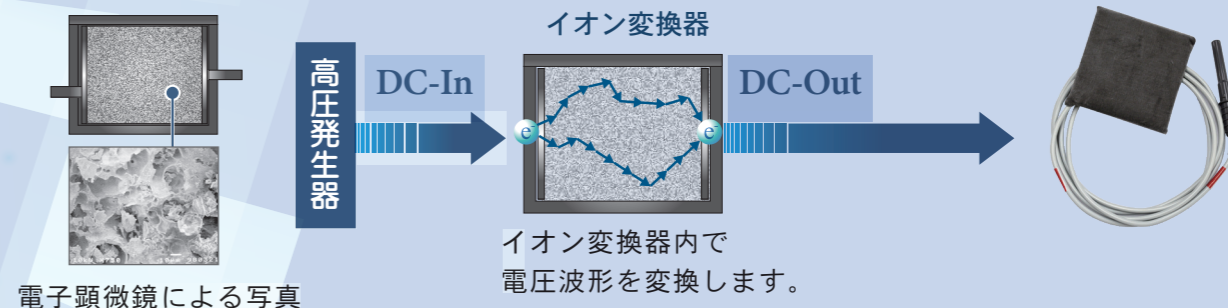 イオン変換器
高圧発生器
DC-In
DC-Out
e⁻
e⁻
イオン変換器内で
電圧波形を変換します。
電子顕微鏡による写真